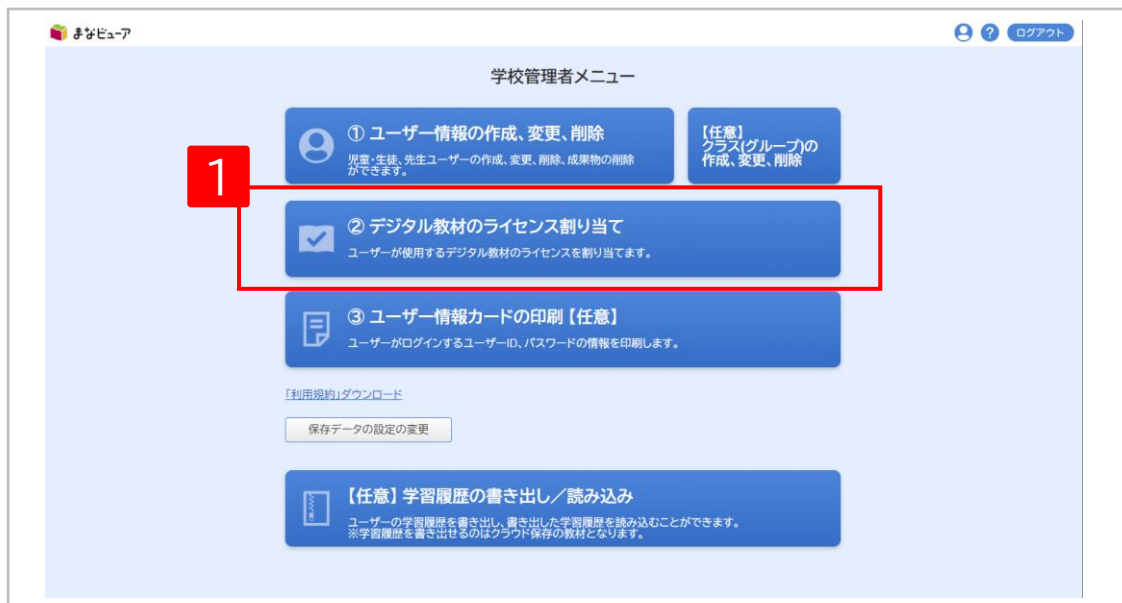 まなビューア
? ログアウト
学校管理者メニュー
① ユーザー情報の作成、変更、削除
児童・生徒、先生ユーザーの作成、変更、削除、成果物の削除
ができます。
【任意】
クラス(グループ)の
作成、変更、削除
1
② デジタル教材のライセンス割り当て
ユーザーが使用するデジタル教材のライセンスを割り当てます。
③ ユーザー情報カードの印刷【任意】
ユーザーがログインするユーザーID、パスワードの情報を印刷します。
「利用規約」ダウンロード
保存データの設定の変更
【任意】学習履歴の書き出し／読み込み
ユーザーの学習履歴を書き出し、書き出した学習履歴を読み込むことができます。
※学習履歴を書き出せるのはクラウド保存の教材となります。